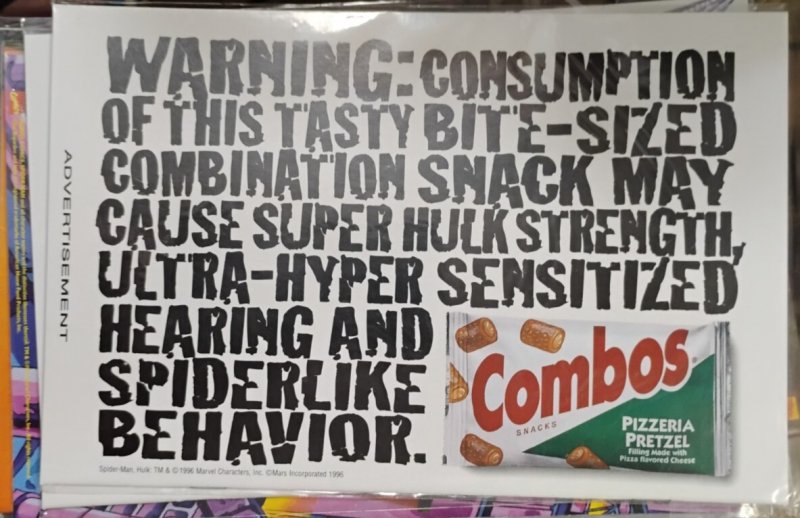 WARNING: CONSUMPTION
OF THIS TASTY BITE-SIZED
COMBINATION SNACK MAY
CAUSE SUPER HULK STRENGTH,
ULTRA-HYPER SENSITIZED
HEARING AND
SPIDERLIKE
BEHAVIOR.
ADVERTISEMENT
Combos
SNACKS
PIZZERIA
PRETZEL
Filling Made with
Pizza flavored Cheese
Spider-Man, Hulk: TM & © 1996 Marvel Characters, Inc. ©Mars Incorporated 1996